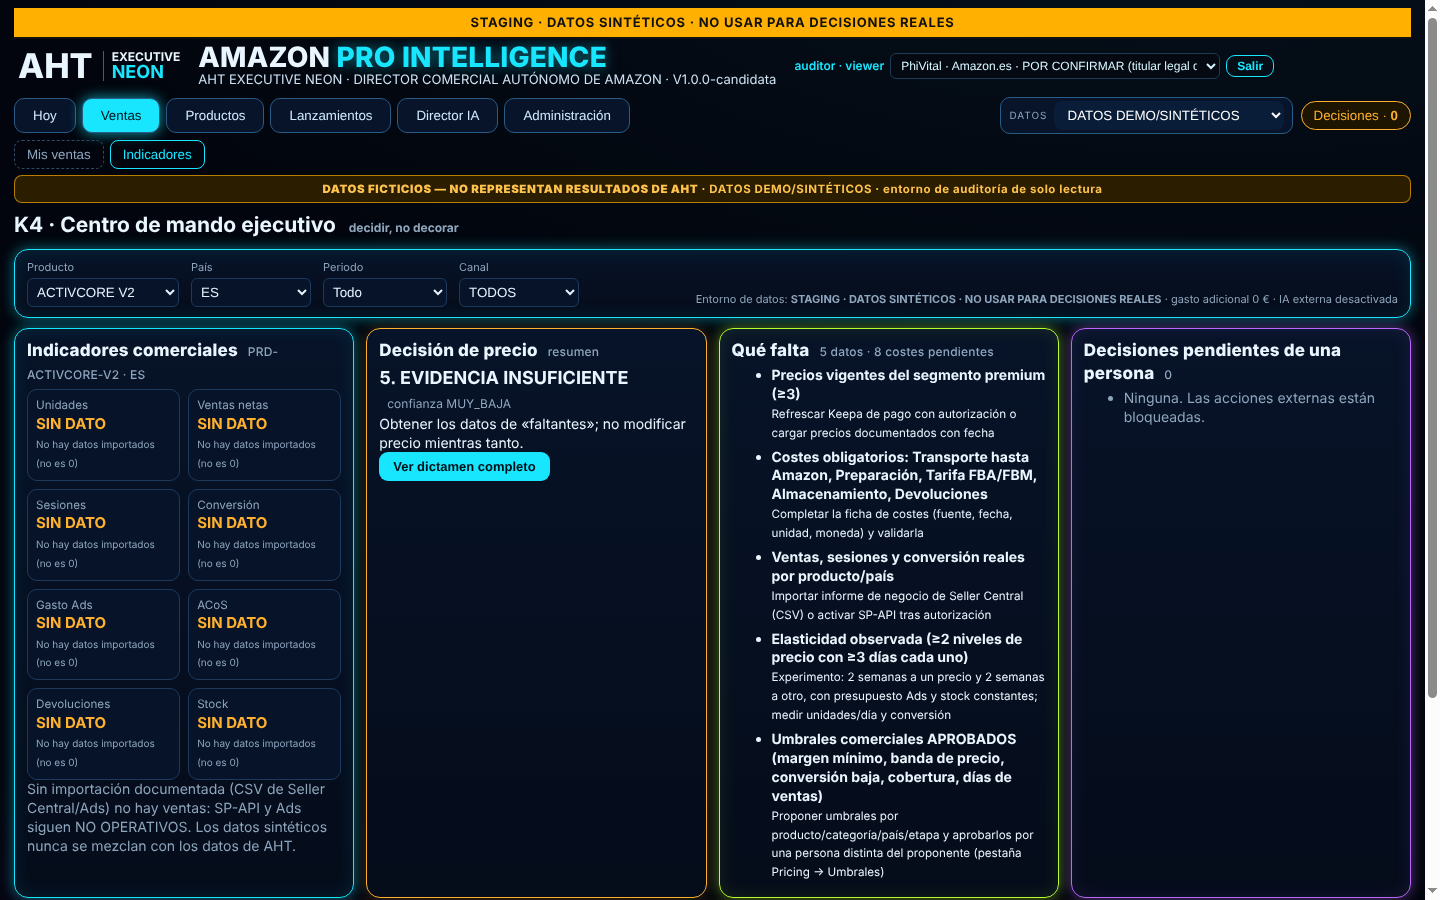 STAGING · DATOS SINTÉTICOS · NO USAR PARA DECISIONES REALES
AHT
EXECUTIVE
NEON
AMAZON PRO INTELLIGENCE
AHT EXECUTIVE NEON · DIRECTOR COMERCIAL AUTÓNOMO DE AMAZON · V1.0.0-candidata
auditor · viewer
PhiVital · Amazon.es · POR CONFIRMAR (titular legal
Salir
Hoy
Ventas
Productos
Lanzamientos
Director IA
Administración
DATOS
DATOS DEMO/SINTÉTICOS
Decisiones · 0
Mis ventas
Indicadores
DATOS FICTICIOS — NO REPRESENTAN RESULTADOS DE AHT · DATOS DEMO/SINTÉTICOS · entorno de auditoría de solo lectura
K4 · Centro de mando ejecutivo
decidir, no decorar
Producto
ACTIVCORE V2
País
ES
Periodo
Todo
Canal
TODOS
Entorno de datos: STAGING · DATOS SINTÉTICOS · NO USAR PARA DECISIONES REALES · gasto adicional 0 € · IA externa desactivada
Indicadores comerciales PRD-
ACTIVCORE-V2 · ES
Unidades
SIN DATO
No hay datos importados
(no es 0)
Ventas netas
SIN DATO
No hay datos importados
(no es 0)
Sesiones
SIN DATO
No hay datos importados
(no es 0)
Conversión
SIN DATO
No hay datos importados
(no es 0)
Gasto Ads
SIN DATO
No hay datos importados
(no es 0)
ACoS
SIN DATO
No hay datos importados
(no es 0)
Devoluciones
SIN DATO
No hay datos importados
(no es 0)
Stock
SIN DATO
No hay datos importados
(no es 0)
Sin importación documentada (CSV de Seller
Central/Ads) no hay ventas: SP-API y Ads
siguen NO OPERATIVOS. Los datos sintéticos
nunca se mezclan con los datos de AHT.
Decisión de precio resumen
5. EVIDENCIA INSUFICIENTE
confianza MUY_BAJA
Obtener los datos de «faltantes»; no modificar
precio mientras tanto.
Ver dictamen completo
Qué falta 5 datos · 8 costes pendientes
• Precios vigentes del segmento premium
(≥3)
Refrescar Keepa de pago con autorización o
cargar precios documentados con fecha
• Costes obligatorios: Transporte hasta
Amazon, Preparación, Tarifa FBA/FBM,
Almacenamiento, Devoluciones
Completar la ficha de costes (fuente, fecha,
unidad, moneda) y validarla
• Ventas, sesiones y conversión reales
por producto/país
Importar informe de negocio de Seller Central
(CSV) o activar SP-API tras autorización
• Elasticidad observada (≥2 niveles de
precio con ≥3 días cada uno)
Experimento: 2 semanas a un precio y 2 semanas
a otro, con presupuesto Ads y stock constantes;
medir unidades/día y conversión
• Umbrales comerciales APROBADOS
(margen mínimo, banda de precio,
conversión baja, cobertura, días de
ventas)
Proponer umbrales por
producto/categoría/país/etapa y aprobarlos por
una persona distinta del proponente (pestaña
Pricing → Umbrales)
Decisiones pendientes de una
persona 0
• Ninguna. Las acciones externas están
bloqueadas.